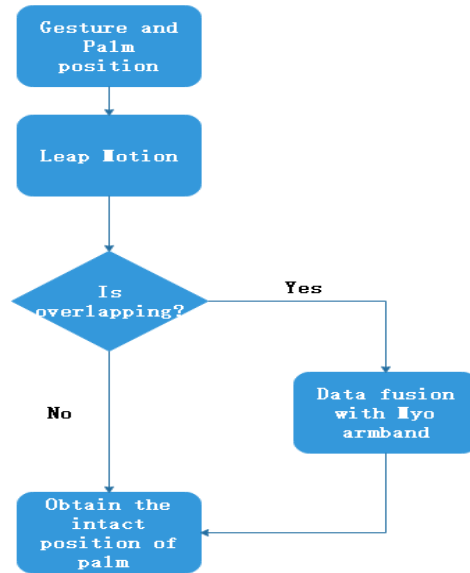 Gesture and
Palm
position
Leap Motion
Is
overlapping?
Yes
No
Data fusion
with Myo
armband
Obtain the
intact
position of
palm